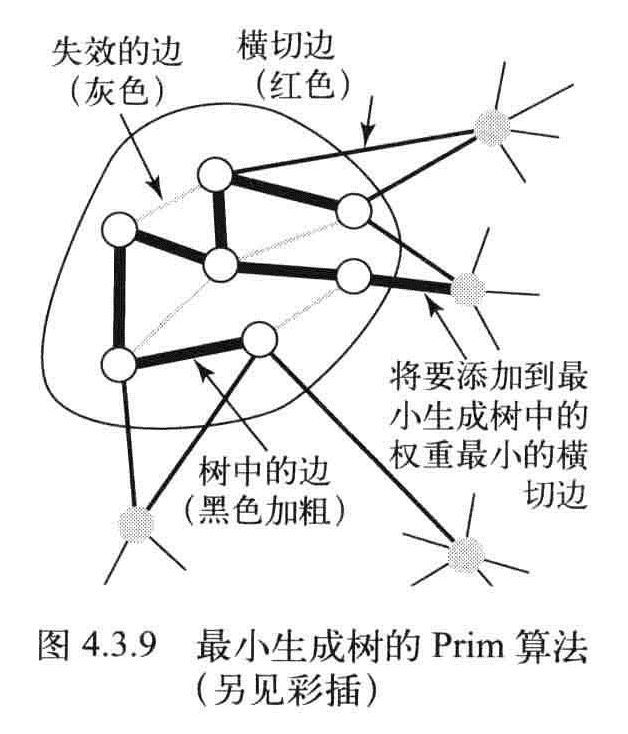 失效的边
（灰色）
横切边
（红色）
将要添加到最
小生成树中的
权重最小的横
切边
树中的边
（黑色加粗）
图 4.3.9 最小生成树的 Prim 算法
（另见彩插）